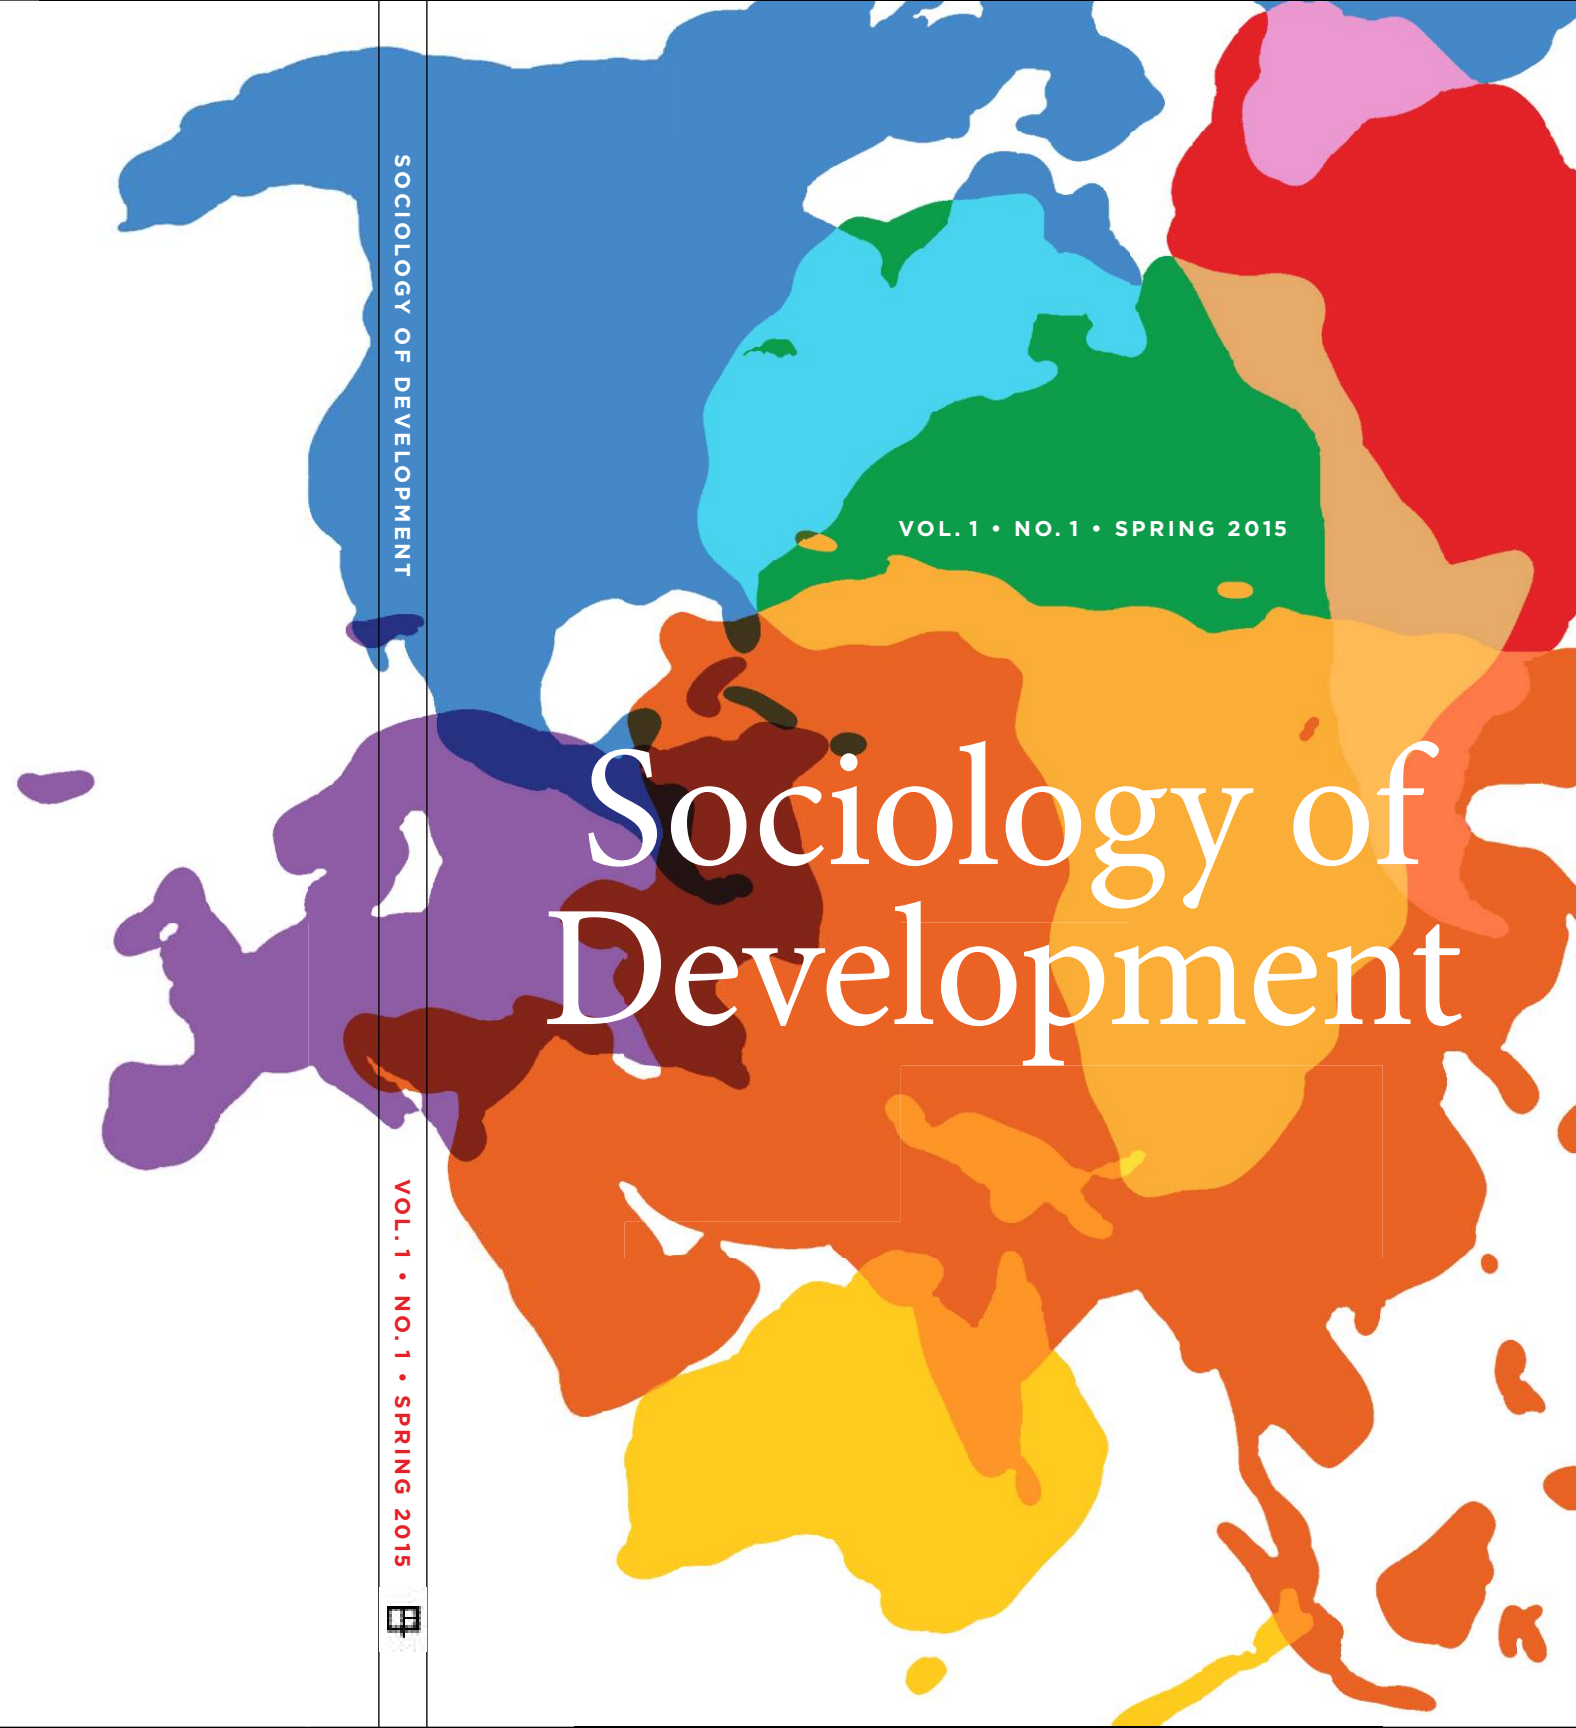 SOCIOLOGY OF DEVELOPMENT
VOL. 1 • NO. 1 • SPRING 2015
VOL. 1 • NO. 1 • SPRING 2015
Sociology of
Development